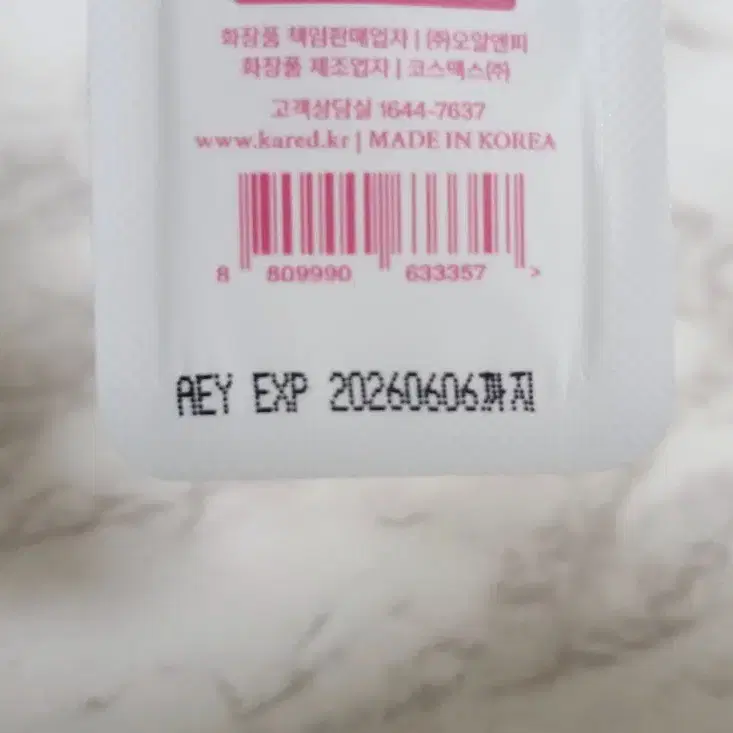 화장품 책임판매업자 | (주)오알앤피
화장품 제조업자 | 코스맥스(주)
고객상담실 1644-7637
www.kared.kr | MADE IN KOREA
8 809990 633357 >
AEY EXP 20260606까지